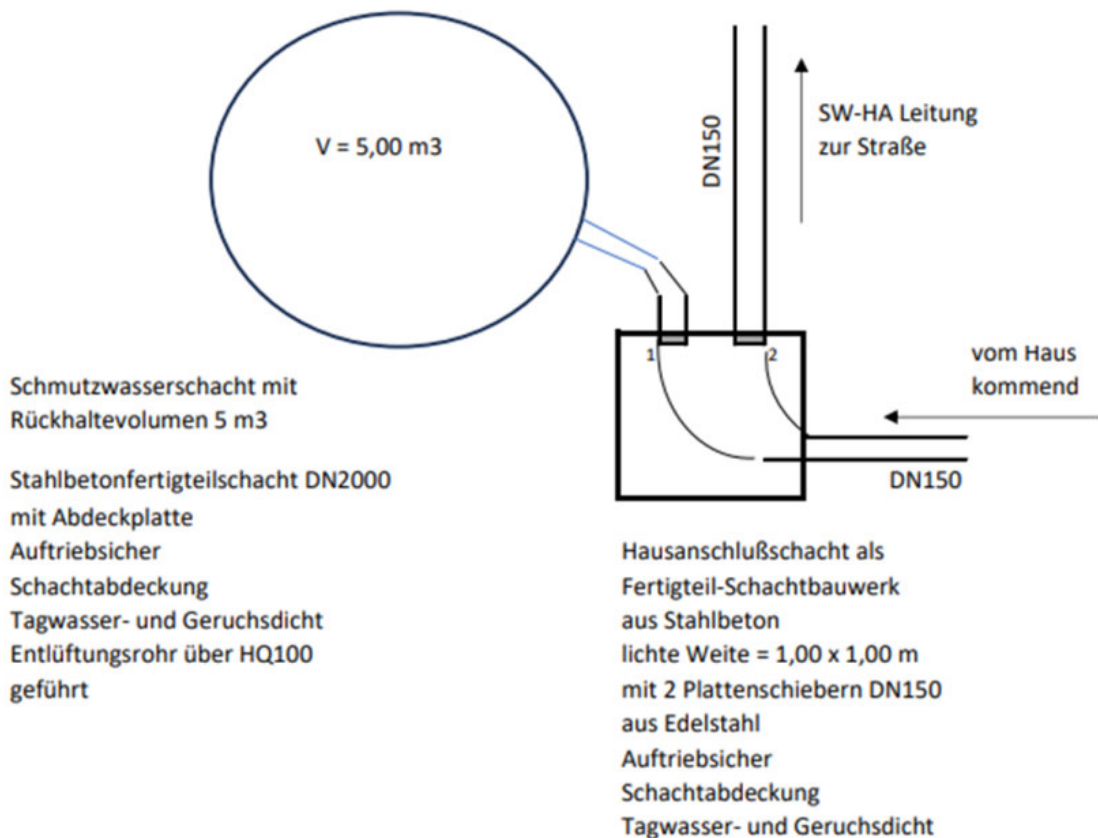 V = 5,00 m3
DN150
SW-HA Leitung
zur Straße
1
2
vom Haus
kommend
DN150
Schmutzwasserschacht mit
Rückhaltevolumen 5 m3
Stahlbetonfertigteilschacht DN2000
mit Abdeckplatte
Auftriebsicher
Schachtabdeckung
Tagwasser- und Geruchsdicht
Entlüftungsrohr über HQ100
geführt
Hausanschlußschacht als
Fertigteil-Schachtbauwerk
aus Stahlbeton
lichte Weite = 1,00 x 1,00 m
mit 2 Plattenschiebern DN150
aus Edelstahl
Auftriebsicher
Schachtabdeckung
Tagwasser- und Geruchsdicht